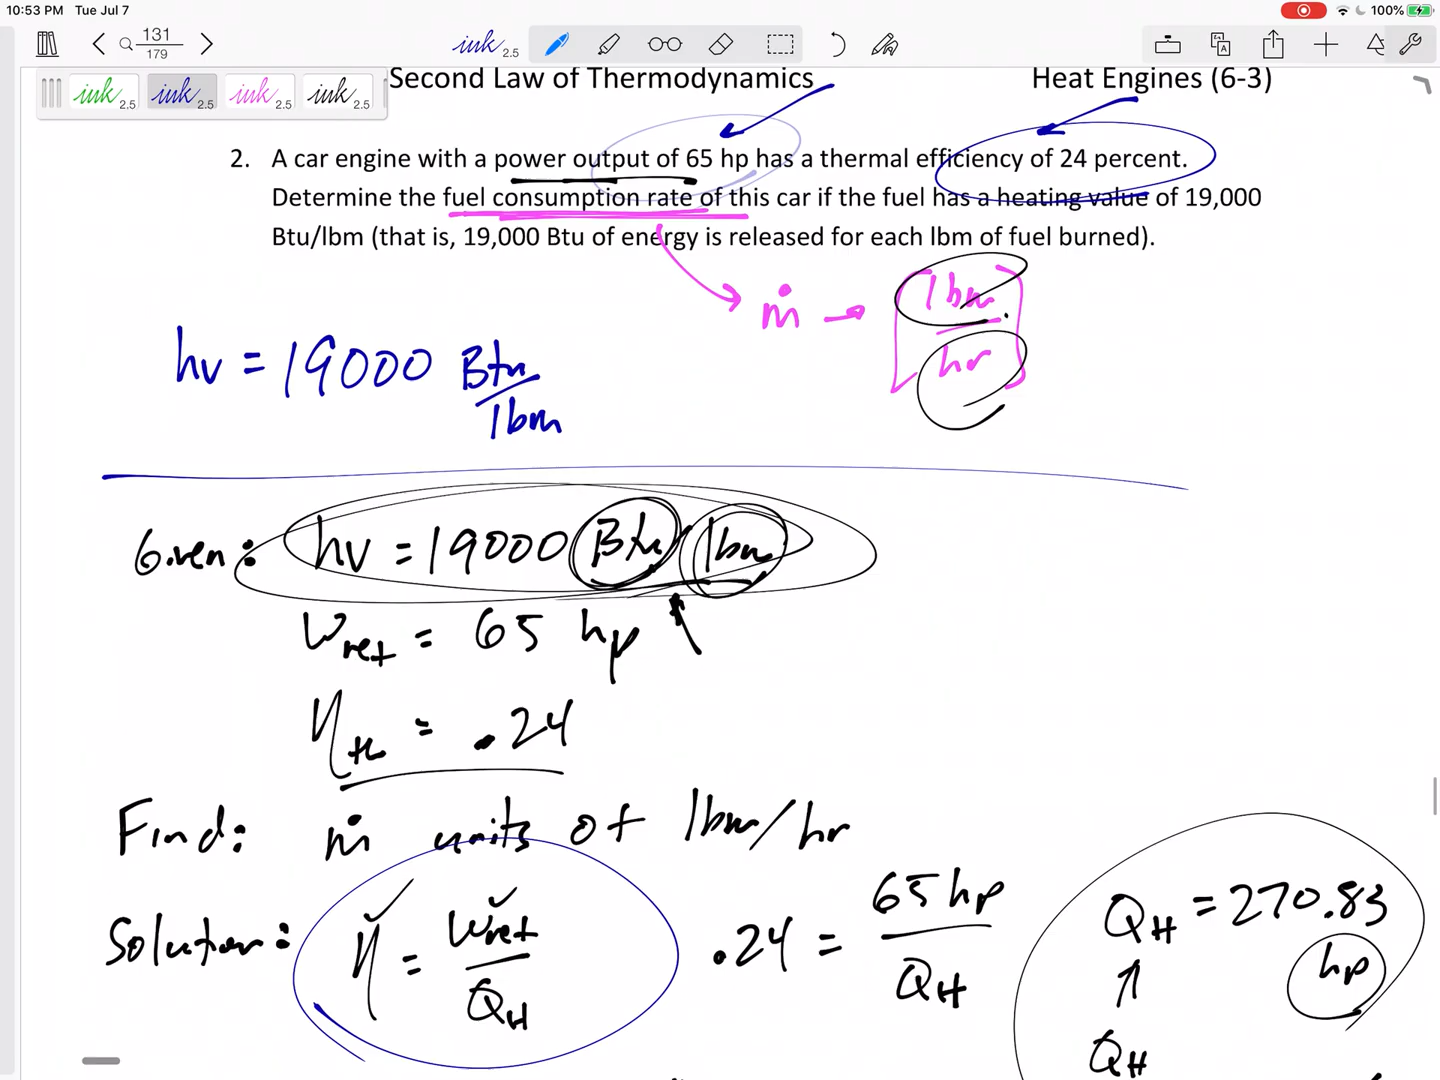 10:53 PM Tue Jul 7 100%
131
179
ink 2.5
ink 2.5 ink 2.5 ink 2.5 ink 2.5
Second Law of Thermodynamics Heat Engines (6-3)
2. A car engine with a power output of 65 hp has a thermal efficiency of 24 percent.
Determine the fuel consumption rate of this car if the fuel has a heating value of 19,000
Btu/lbm (that is, 19,000 Btu of energy is released for each lbm of fuel burned).
ṁ → [lbm/hr]
hv = 19000 Btu/lbm
Given: hv = 19000 Btu/lbm
Wnet = 65 hp
ηth = .24
Find: ṁ units of lbm/hr
Solution: η = Wnet/QH .24 = 65 hp/QH QH = 270.83 hp
↑
QH